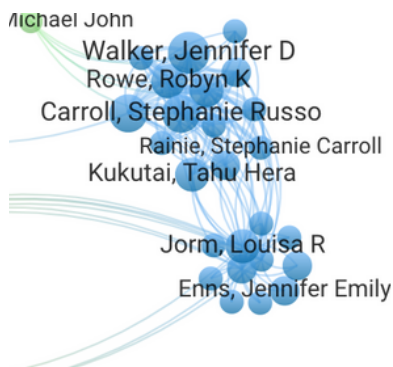 Michael John
Walker, Jennifer D
Rowe, Robyn K
Carroll, Stephanie Russo
Rainie, Stephanie Carroll
Kukutai, Tahu Hera
Jorm, Louisa R
Enns, Jennifer Emily